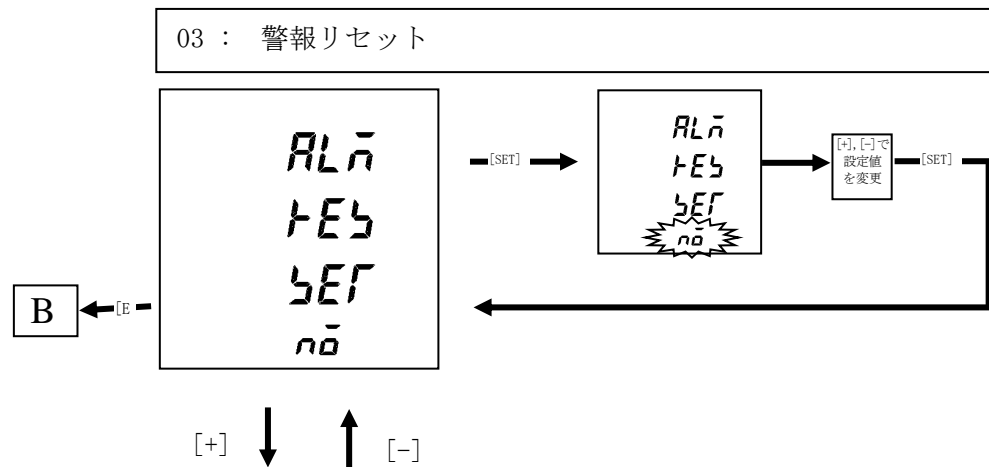 03 : 警報リセット
ALM
RES
SET
no
[SET]
ALM
RES
SET
no
[+],[-]で
設定値
を変更
[SET]
B
[E
[+]
[-]